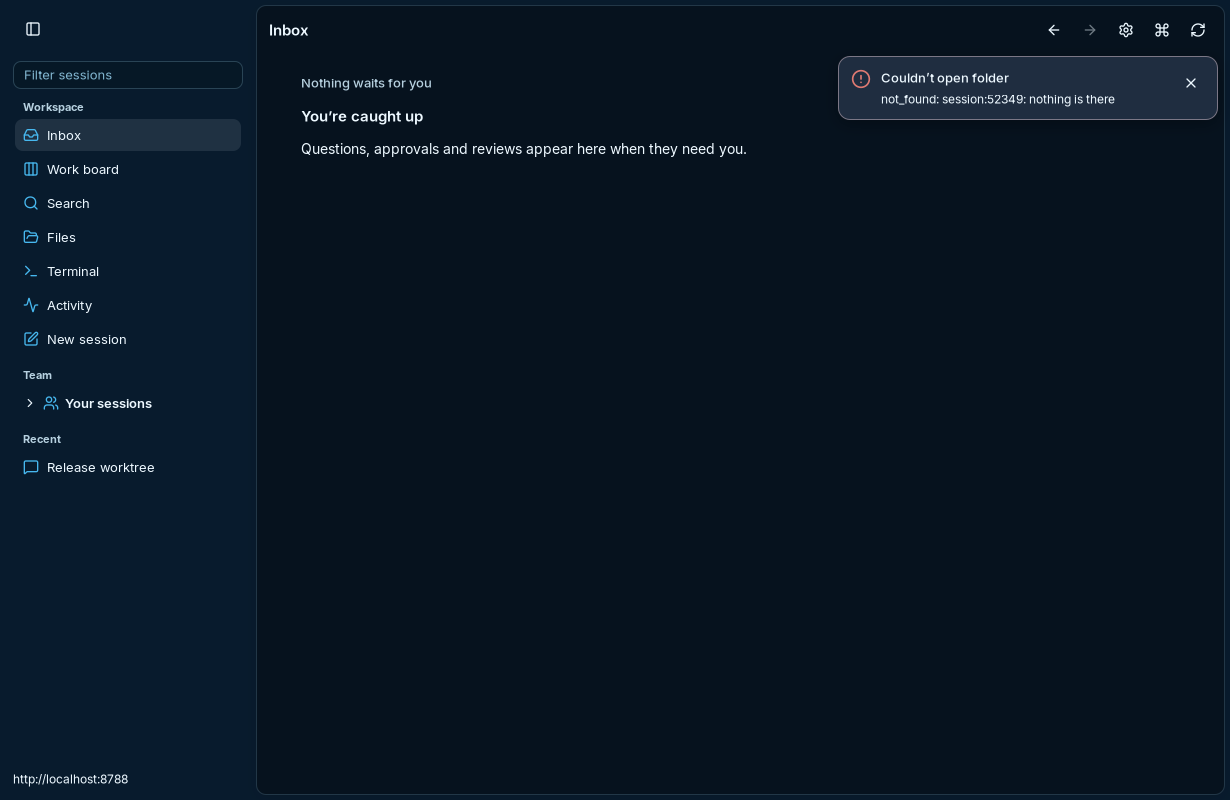 Inbox
Filter sessions
Workspace
Inbox
Work board
Search
Files
Terminal
Activity
New session
Team
Your sessions
Recent
Release worktree
http://localhost:8788
Nothing waits for you
You’re caught up
Questions, approvals and reviews appear here when they need you.
Couldn’t open folder
not_found: session:52349: nothing is there